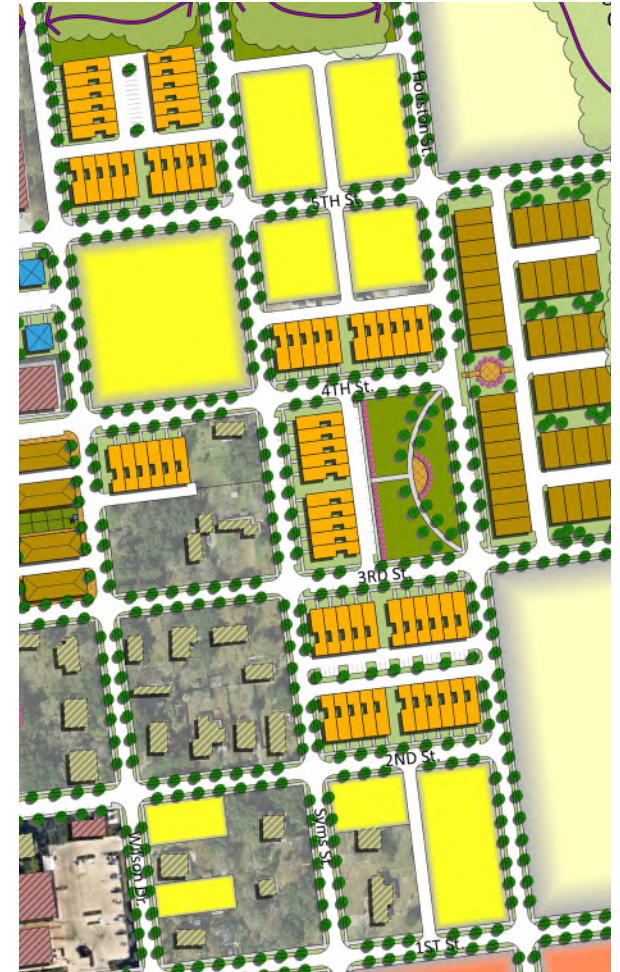 Houston St.
5TH St.
4TH St.
3RD St.
2ND St.
Syms St.
Wilson Dr.
1ST St.